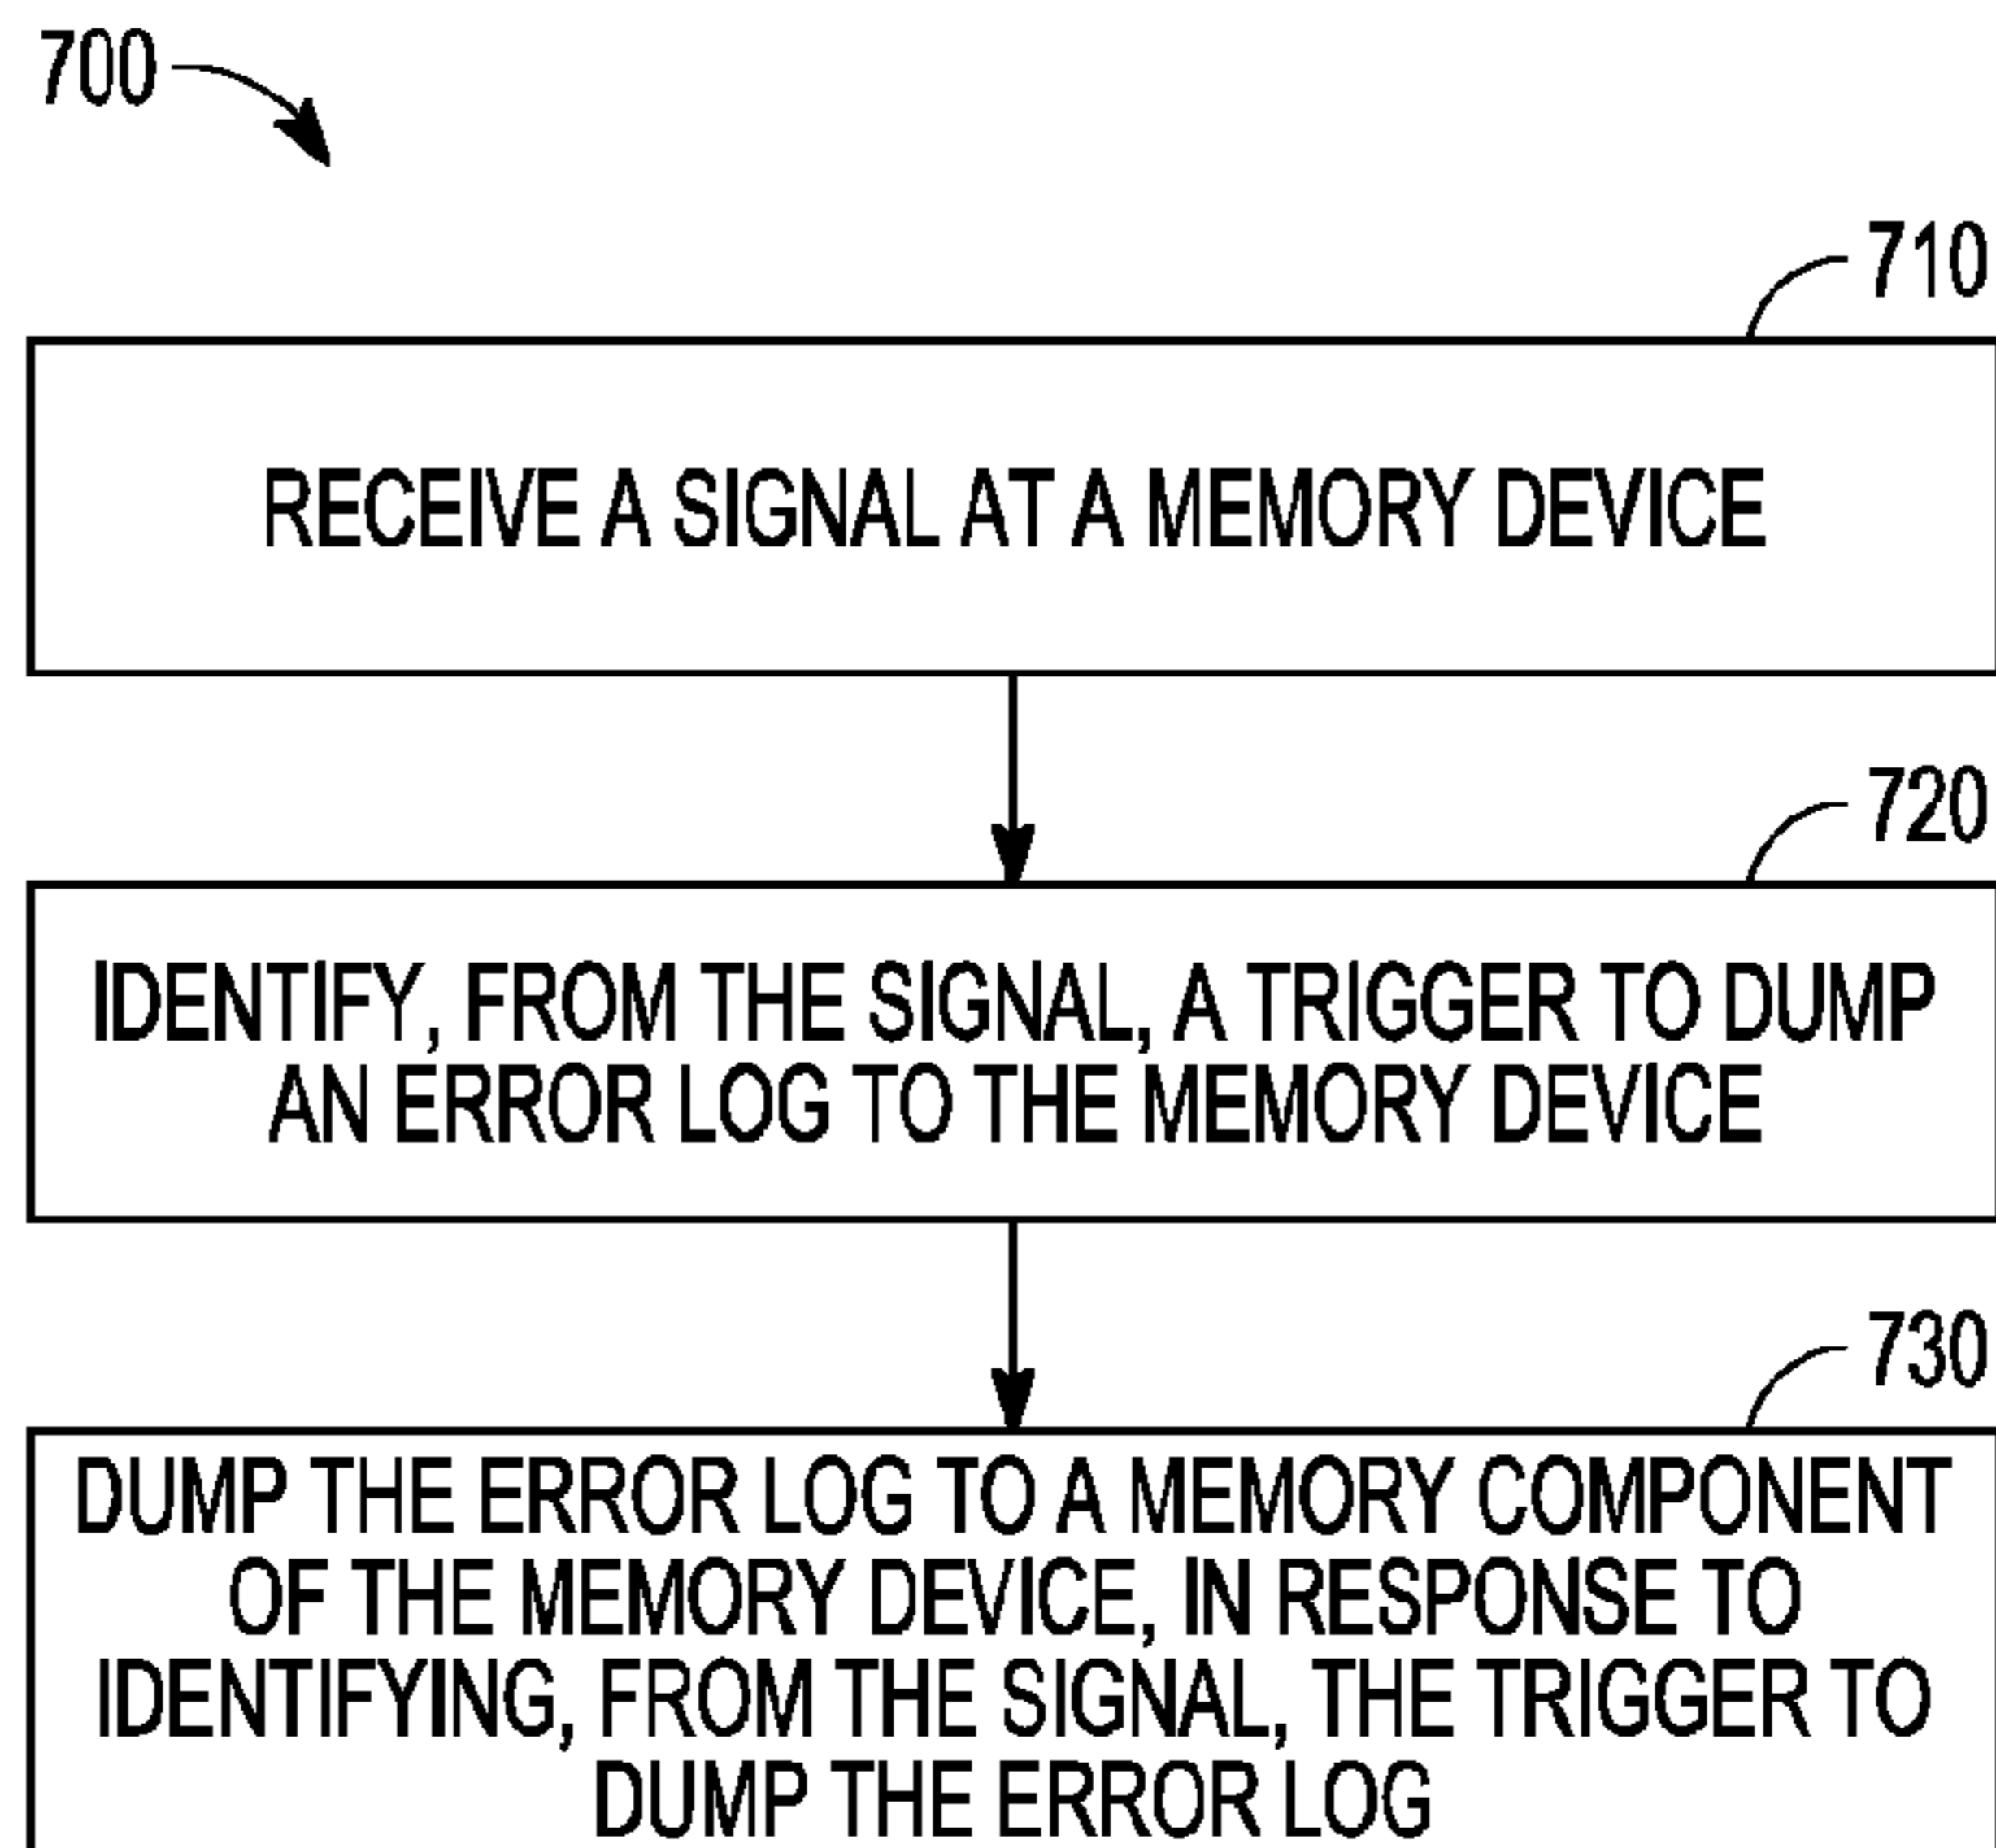 700
710
RECEIVE A SIGNAL AT A MEMORY DEVICE
720
IDENTIFY, FROM THE SIGNAL, A TRIGGER TO DUMP
AN ERROR LOG TO THE MEMORY DEVICE
730
DUMP THE ERROR LOG TO A MEMORY COMPONENT
OF THE MEMORY DEVICE, IN RESPONSE TO
IDENTIFYING, FROM THE SIGNAL, THE TRIGGER TO
DUMP THE ERROR LOG